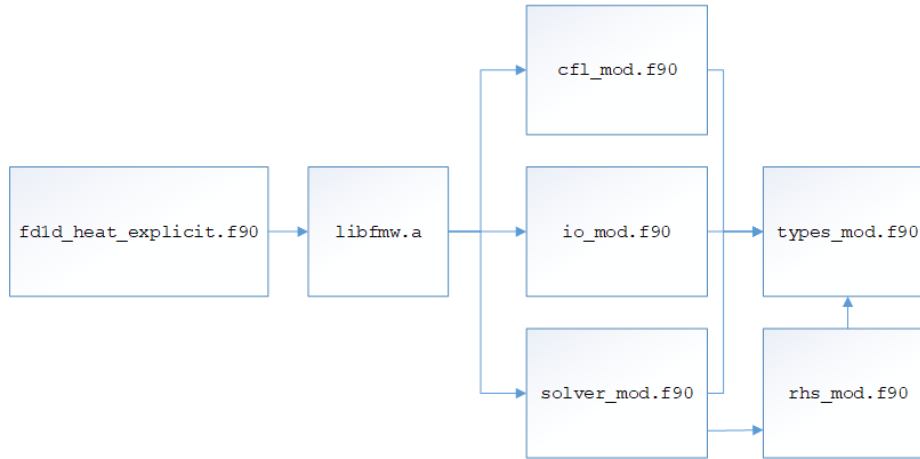 cfl_mod.f90
fd1d_heat_explicit.f90
libfmw.a
io_mod.f90
types_mod.f90
solver_mod.f90
rhs_mod.f90